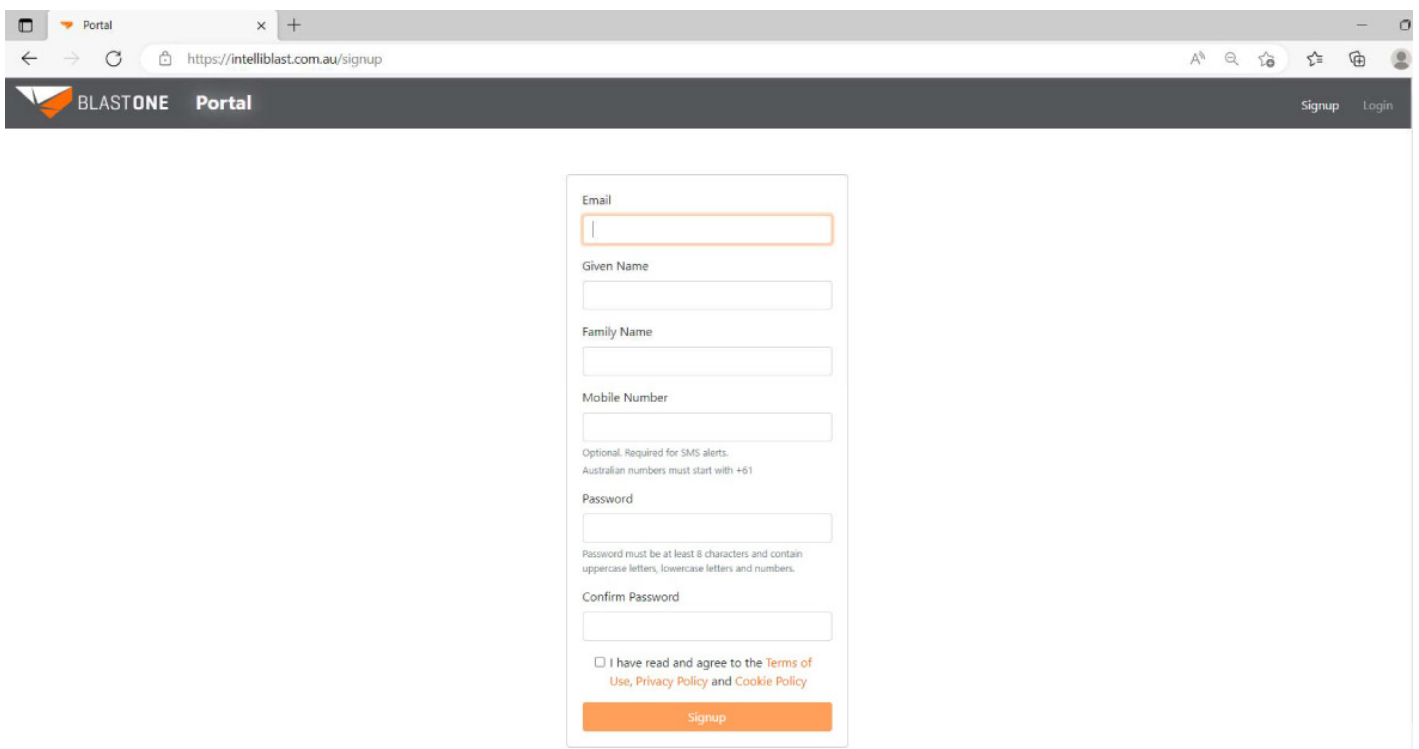 Portal
https://intelliblast.com.au/signup
BLASTONE Portal
Signup Login
Email
Given Name
Family Name
Mobile Number
Optional. Required for SMS alerts.
Australian numbers must start with +61
Password
Password must be at least 8 characters and contain
uppercase letters, lowercase letters and numbers.
Confirm Password
I have read and agree to the Terms of
Use, Privacy Policy and Cookie Policy
Signup